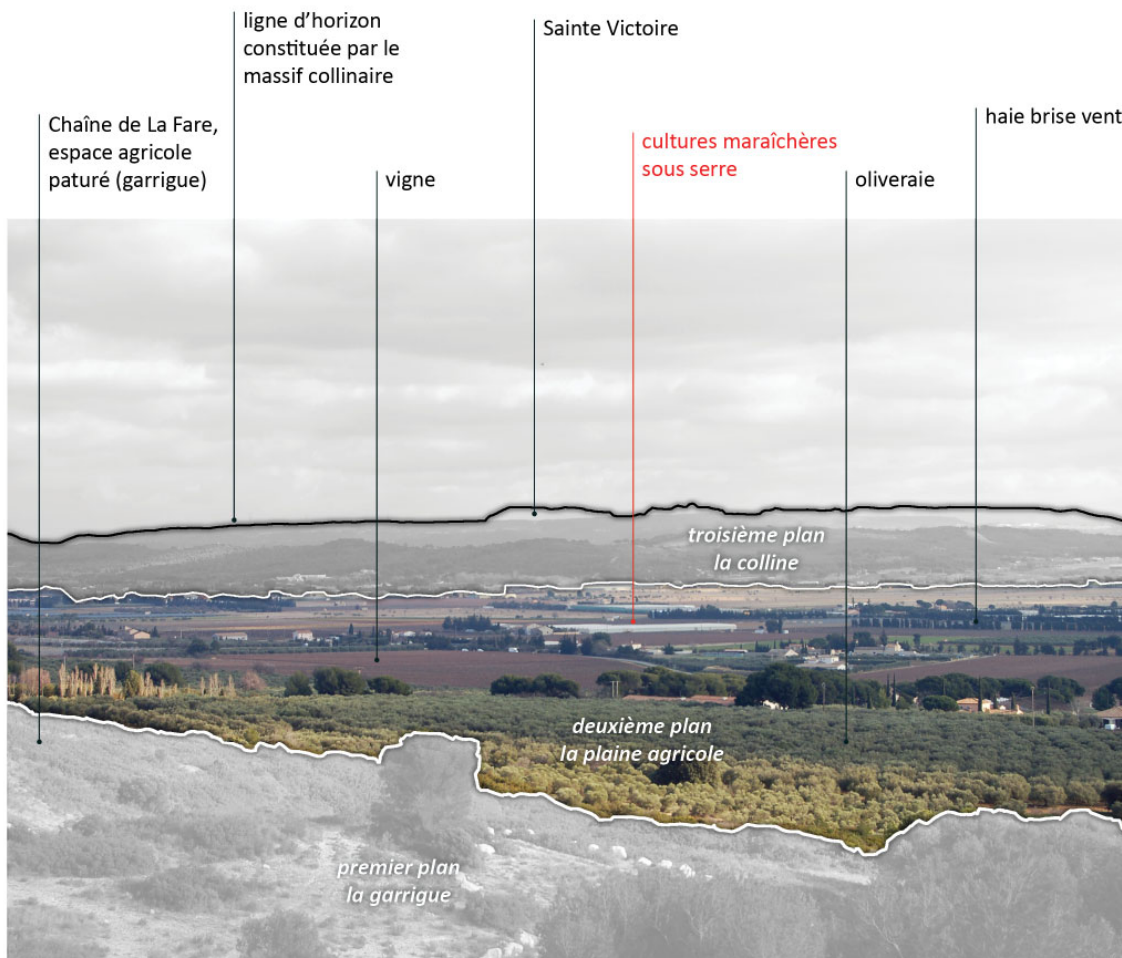 ligne d’horizon
constituée par le
massif collinaire
Sainte Victoire
Chaîne de La Fare,
espace agricole
paturé (garrigue)
vigne
cultures maraîchères
sous serre
oliveraie
haie brise vent
troisième plan
la colline
deuxième plan
la plaine agricole
premier plan
la garrigue